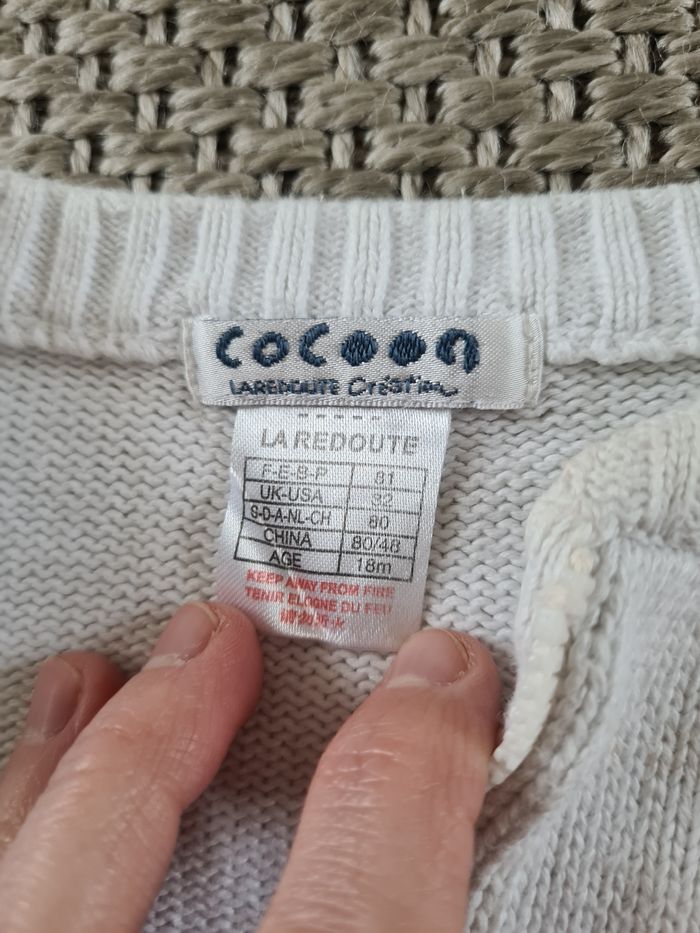 cocoon
LAREDOUTE Création
LA REDOUTE
F-E-B-P 81
UK-USA 32
S-D-A-NL-CH 80
CHINA 80/48
AGE 18m
KEEP AWAY FROM FIRE
TENIR ELOIGNE DU FEU